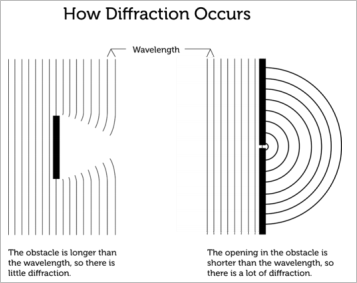 How Diffraction Occurs
Wavelength
The obstacle is longer than
the wavelength, so there is
little diffraction.
The opening in the obstacle is
shorter than the wavelength, so
there is a lot of diffraction.